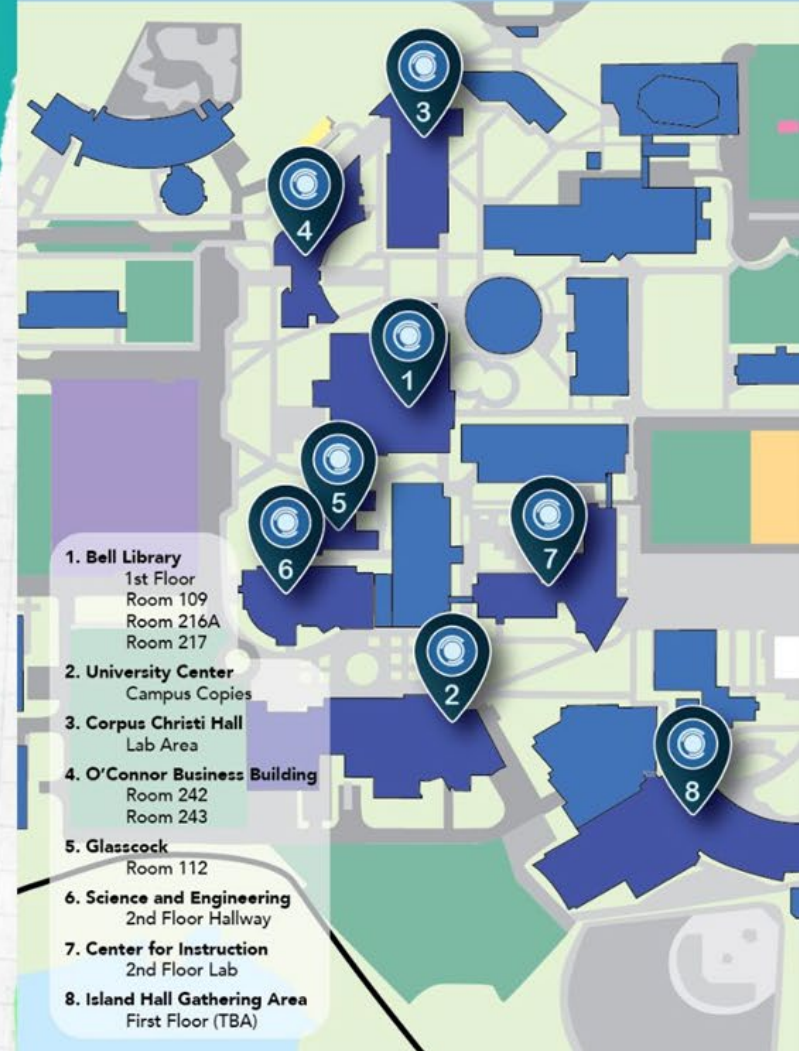 3
4
1
5
6
7
2
8
1. Bell Library
1st Floor
Room 109
Room 216A
Room 217
2. University Center
Campus Copies
3. Corpus Christi Hall
Lab Area
4. O'Connor Business Building
Room 242
Room 243
5. Glasscock
Room 112
6. Science and Engineering
2nd Floor Hallway
7. Center for Instruction
2nd Floor Lab
8. Island Hall Gathering Area
First Floor (TBA)